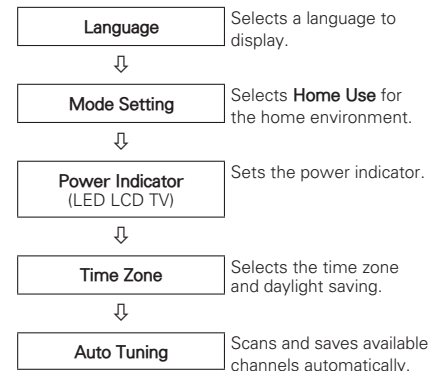 Language
Selects a language to
display.
⇩
Mode Setting
Selects Home Use for
the home environment.
⇩
Power Indicator
(LED LCD TV)
Sets the power indicator.
⇩
Time Zone
Selects the time zone
and daylight saving.
⇩
Auto Tuning
Scans and saves available
channels automatically.